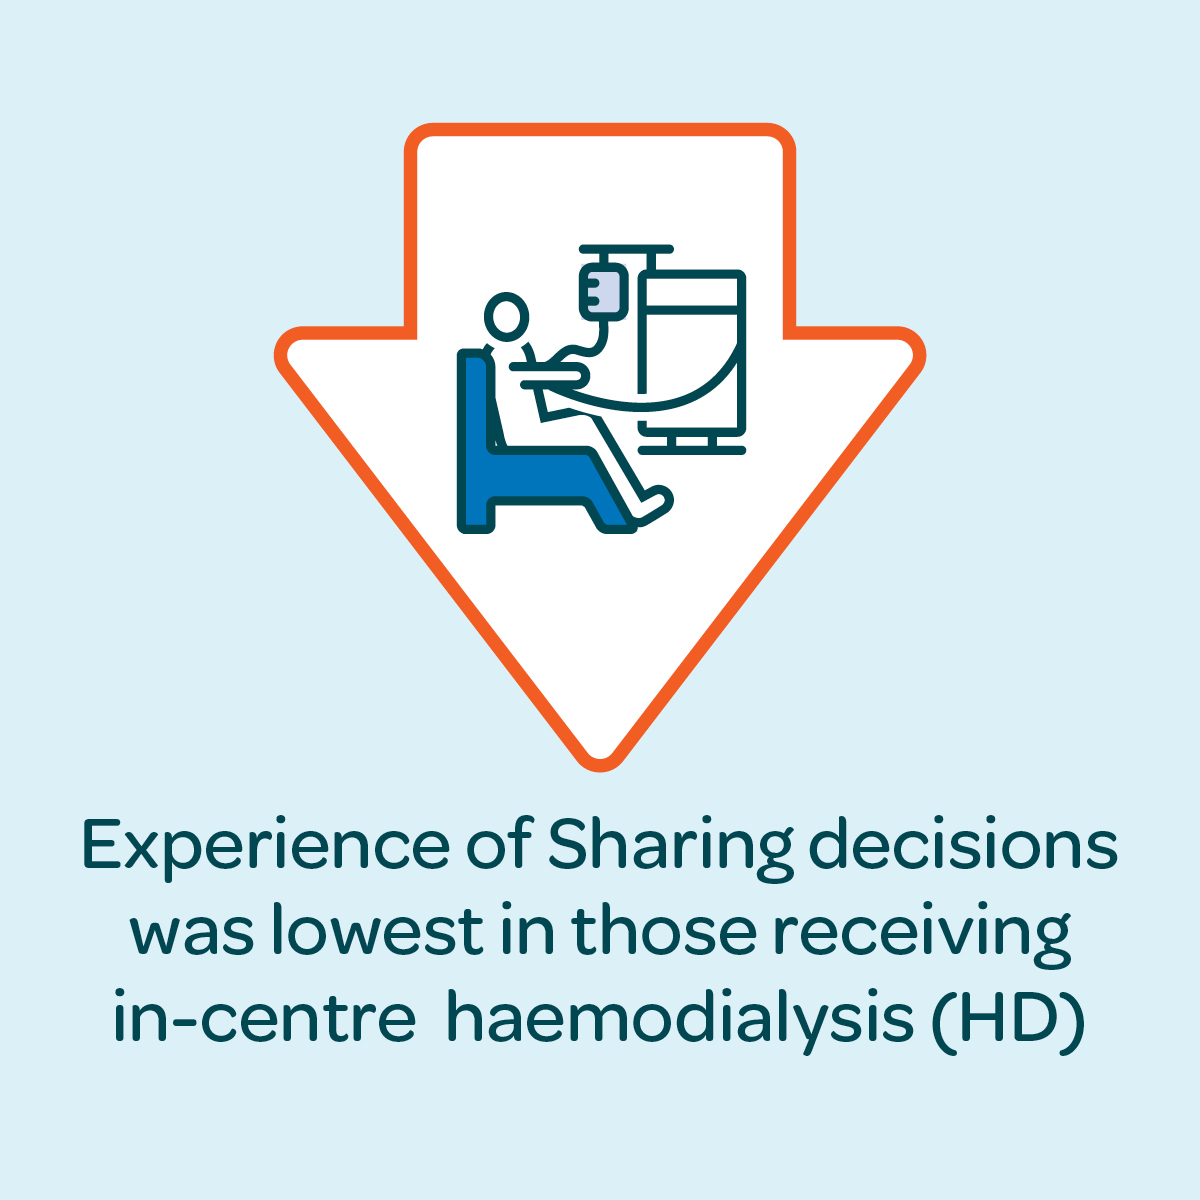 Experience of Sharing decisions
was lowest in those receiving
in-centre  haemodialysis (HD)